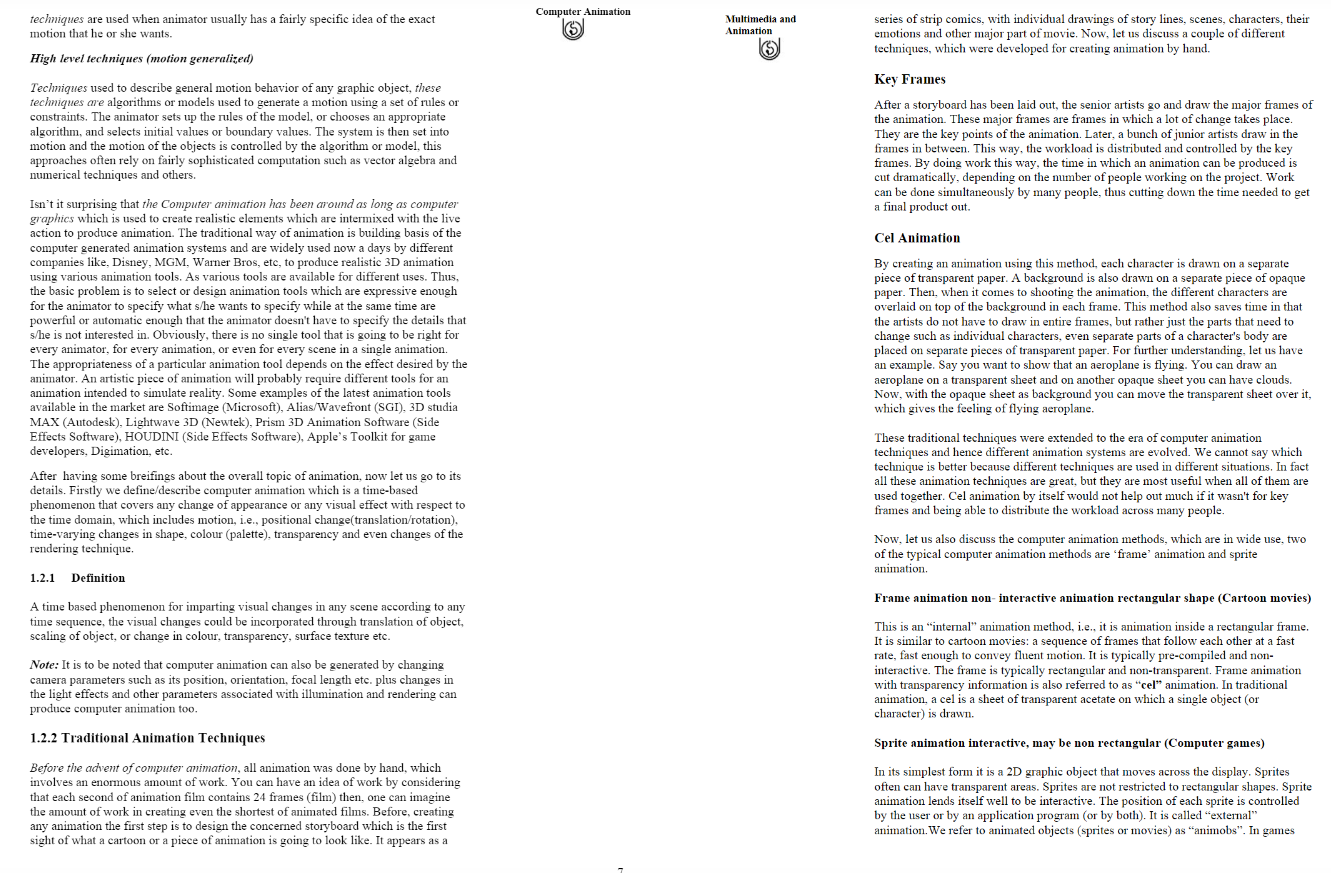 Computer Animation
techniques are used when animator usually has a fairly specific idea of the exact
motion that he or she wants.
High level techniques (motion generalized)
Techniques used to describe general motion behavior of any graphic object, these
techniques are algorithms or models used to generate a motion using a set of rules or
constraints. The animator sets up the rules of the model, or chooses an appropriate
algorithm, and selects initial values or boundary values. The system is then set into
motion and the motion of the objects is controlled by the algorithm or model, this
approaches often rely on fairly sophisticated computation such as vector algebra and
numerical techniques and others.
Isn't it surprising that the Computer animation has been around as long as computer
graphics which is used to create realistic elements which are intermixed with the live
action to produce animation. The traditional way of animation is building basis of the
computer generated animation systems and are widely used now a days by different
companies like, Disney, MGM, Warner Bros, etc, to produce realistic 3D animation
using various animation tools. As various tools are available for different uses. Thus,
the basic problem is to select or design animation tools which are expressive enough
for the animator to specify what s/he wants to specify while at the same time are
powerful or automatic enough that the animator doesn't have to specify the details that
s/he is not interested in. Obviously, there is no single tool that is going to be right for
every animator, for every animation, or even for every scene in a single animation.
The appropriateness of a particular animation tool depends on the effect desired by the
animator. An artistic piece of animation will probably require different tools for an
animation intended to simulate reality. Some examples of the latest animation tools
available in the market are Softimage (Microsoft), Alias/Wavefront (SGI), 3D studia
MAX (Autodesk), Lightwave 3D (Newtek), Prism 3D Animation Software (Side
Effects Software), HOUDINI (Side Effects Software), Apple's Toolkit for game
developers, Digimation, etc.
After having some breifings about the overall topic of animation, now let us go to its
details. Firstly we define/describe computer animation which is a time-based
phenomenon that covers any change of appearance or any visual effect with respect to
the time domain, which includes motion, i.e., positional change(translation/rotation),
time-varying changes in shape, colour (palette), transparency and even changes of the
rendering technique.
1.2.1 Definition
A time based phenomenon for imparting visual changes in any scene according to any
time sequence, the visual changes could be incorporated through translation of object,
scaling of object, or change in colour, transparency, surface texture etc.
Note: It is to be noted that computer animation can also be generated by changing
camera parameters such as its position, orientation, focal length etc. plus changes in
the light effects and other parameters associated with illumination and rendering can
produce computer animation too.
1.2.2 Traditional Animation Techniques
Before the advent of computer animation, all animation was done by hand, which
involves an enormous amount of work. You can have an idea of work by considering
that each second of animation film contains 24 frames (film) then, one can imagine
the amount of work in creating even the shortest of animated films. Before, creating
any animation the first step is to design the concerned storyboard which is the first
sight of what a cartoon or a piece of animation is going to look like. It appears as a
7
Multimedia and
Animation
series of strip comics, with individual drawings of story lines, scenes, characters, their
emotions and other major part of movie. Now, let us discuss a couple of different
techniques, which were developed for creating animation by hand.
Key Frames
After a storyboard has been laid out, the senior artists go and draw the major frames of
the animation. These major frames are frames in which a lot of change takes place.
They are the key points of the animation. Later, a bunch of junior artists draw in the
frames in between. This way, the workload is distributed and controlled by the key
frames. By doing work this way, the time in which an animation can be produced is
cut dramatically, depending on the number of people working on the project. Work
can be done simultaneously by many people, thus cutting down the time needed to get
a final product out.
Cel Animation
By creating an animation using this method, each character is drawn on a separate
piece of transparent paper. A background is also drawn on a separate piece of opaque
paper. Then, when it comes to shooting the animation, the different characters are
overlaid on top of the background in each frame. This method also saves time in that
the artists do not have to draw in entire frames, but rather just the parts that need to
change such as individual characters, even separate parts of a character's body are
placed on separate pieces of transparent paper. For further understanding, let us have
an example. Say you want to show that an aeroplane is flying. You can draw an
aeroplane on a transparent sheet and on another opaque sheet you can have clouds.
Now, with the opaque sheet as background you can move the transparent sheet over it,
which gives the feeling of flying aeroplane.
These traditional techniques were extended to the era of computer animation
techniques and hence different animation systems are evolved. We cannot say which
technique is better because different techniques are used in different situations. In fact
all these animation techniques are great, but they are most useful when all of them are
used together. Cel animation by itself would not help out much if it wasn't for key
frames and being able to distribute the workload across many people.
Now, let us also discuss the computer animation methods, which are in wide use, two
of the typical computer animation methods are ‘frame’ animation and sprite
animation.
Frame animation non- interactive animation rectangular shape (Cartoon movies)
This is an “internal” animation method, i.e., it is animation inside a rectangular frame.
It is similar to cartoon movies: a sequence of frames that follow each other at a fast
rate, fast enough to convey fluent motion. It is typically pre-compiled and non-
interactive. The frame is typically rectangular and non-transparent. Frame animation
with transparency information is also referred to as “cel” animation. In traditional
animation, a cel is a sheet of transparent acetate on which a single object (or
character) is drawn.
Sprite animation interactive, may be non rectangular (Computer games)
In its simplest form it is a 2D graphic object that moves across the display. Sprites
often can have transparent areas. Sprites are not restricted to rectangular shapes. Sprite
animation lends itself well to be interactive. The position of each sprite is controlled
by the user or by an application program (or by both). It is called “external”
animation.We refer to animated objects (sprites or movies) as “animobs”. In games